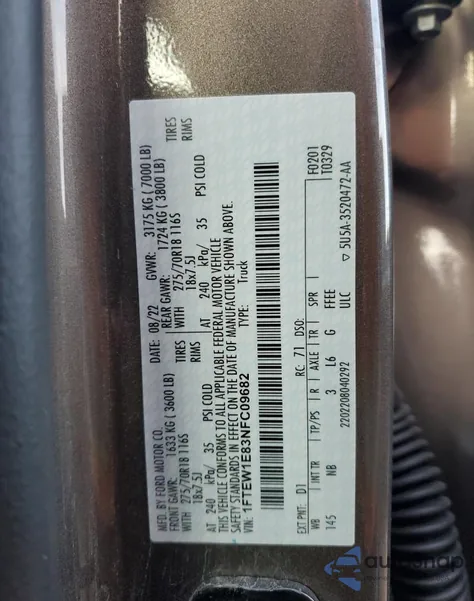 MFD. BY FORD MOTOR CO.
DATE: 08/22 GVWR: 3175 KG ( 7000 LB)
FRONT GAWR: 1633 KG ( 3600 LB) REAR GAWR: 1724 KG ( 3800 LB)
WITH 275/70R18 116S TIRES WITH 275/70R18 116S TIRES
18x7.5J RIMS 18x7.5J RIMS
AT 240 kPa/ 35 PSI COLD AT 240 kPa/ 35 PSI COLD
THIS VEHICLE CONFORMS TO ALL APPLICABLE FEDERAL MOTOR VEHICLE
SAFETY STANDARDS IN EFFECT ON THE DATE OF MANUFACTURE SHOWN ABOVE.
VIN: 1FTEW1E83NFC09682 TYPE: Truck
F0201
T0329
EXT PNT: D1 RC: 71 DSO:
WB INT TR TP/PS R AXLE TR SPR
145 NB 3 L6 G FFEE
2202208040292 ULC
▽ 5U5A-3520472-AA
autosnap